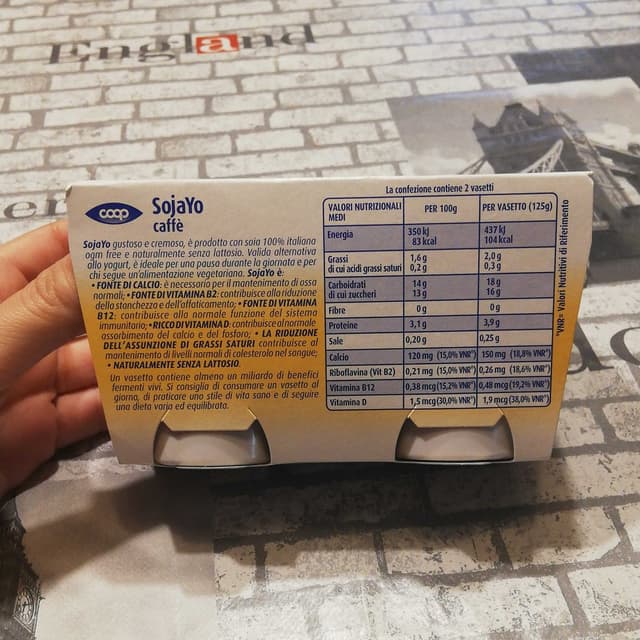 England
coop
SojaYo
caffè
SojaYo gustoso e cremoso, è prodotto con soia 100% italiana
ogm free e naturalmente senza lattosio. Valida alternativa
allo yogurt, è ideale per una pausa durante la giornata e per
chi segue un'alimentazione vegetariana. SojaYo è:
• FONTE DI CALCIO: è necessario per il mantenimento di ossa
normali; • FONTE DI VITAMINA B2: contribuisce alla riduzione
della stanchezza e dell'affaticamento; • FONTE DI VITAMINA
B12: contribuisce alla normale funzione del sistema
immunitario; • RICCO DI VITAMINA D: contribuisce al normale
assorbimento del calcio e del fosforo; • LA RIDUZIONE
DELL'ASSUNZIONE DI GRASSI SATURI contribuisce al
mantenimento di livelli normali di colesterolo nel sangue;
• NATURALMENTE SENZA LATTOSIO
Un vasetto contiene almeno un miliardo di benefici
fermenti vivi. Si consiglia di consumare un vasetto al
giorno, di praticare uno stile di vita sano e di seguire
una dieta varia ed equilibrata.
La confezione contiene 2 vasetti
VALORI NUTRIZIONALI MEDI PER 100g PER VASETTO (125g)
Energia 350 kJ 437 kJ
83 kcal 104 kcal
Grassi 1,6 g 2,0 g
di cui acidi grassi saturi 0,2 g 0,3 g
Carboidrati 14 g 18 g
di cui zuccheri 13 g 16 g
Fibre 0 g 0 g
Proteine 3,1 g 3,9 g
Sale 0,20 g 0,25 g
Calcio 120 mg (15,0% VNR*) 150 mg (18,8% VNR*)
Riboflavina (Vit B2) 0,21 mg (15,0% VNR*) 0,26 mg (18,6% VNR*)
Vitamina B12 0,38 mcg (15,2% VNR*) 0,48 mcg (19,2% VNR*)
Vitamina D 1,5 mcg (30,0% VNR*) 1,9 mcg (38,0% VNR*)
*VNR= Valori Nutritivi di Riferimento